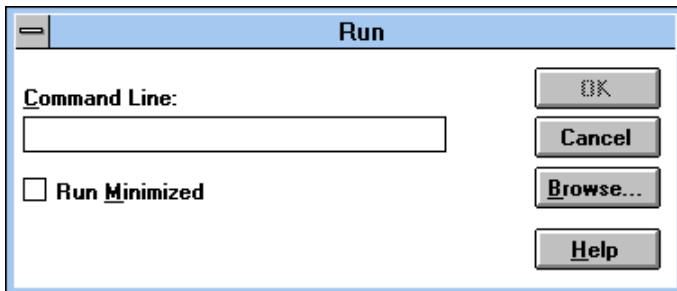 Run
Command Line:
OK
Cancel
Run Minimized
Browse...
Help